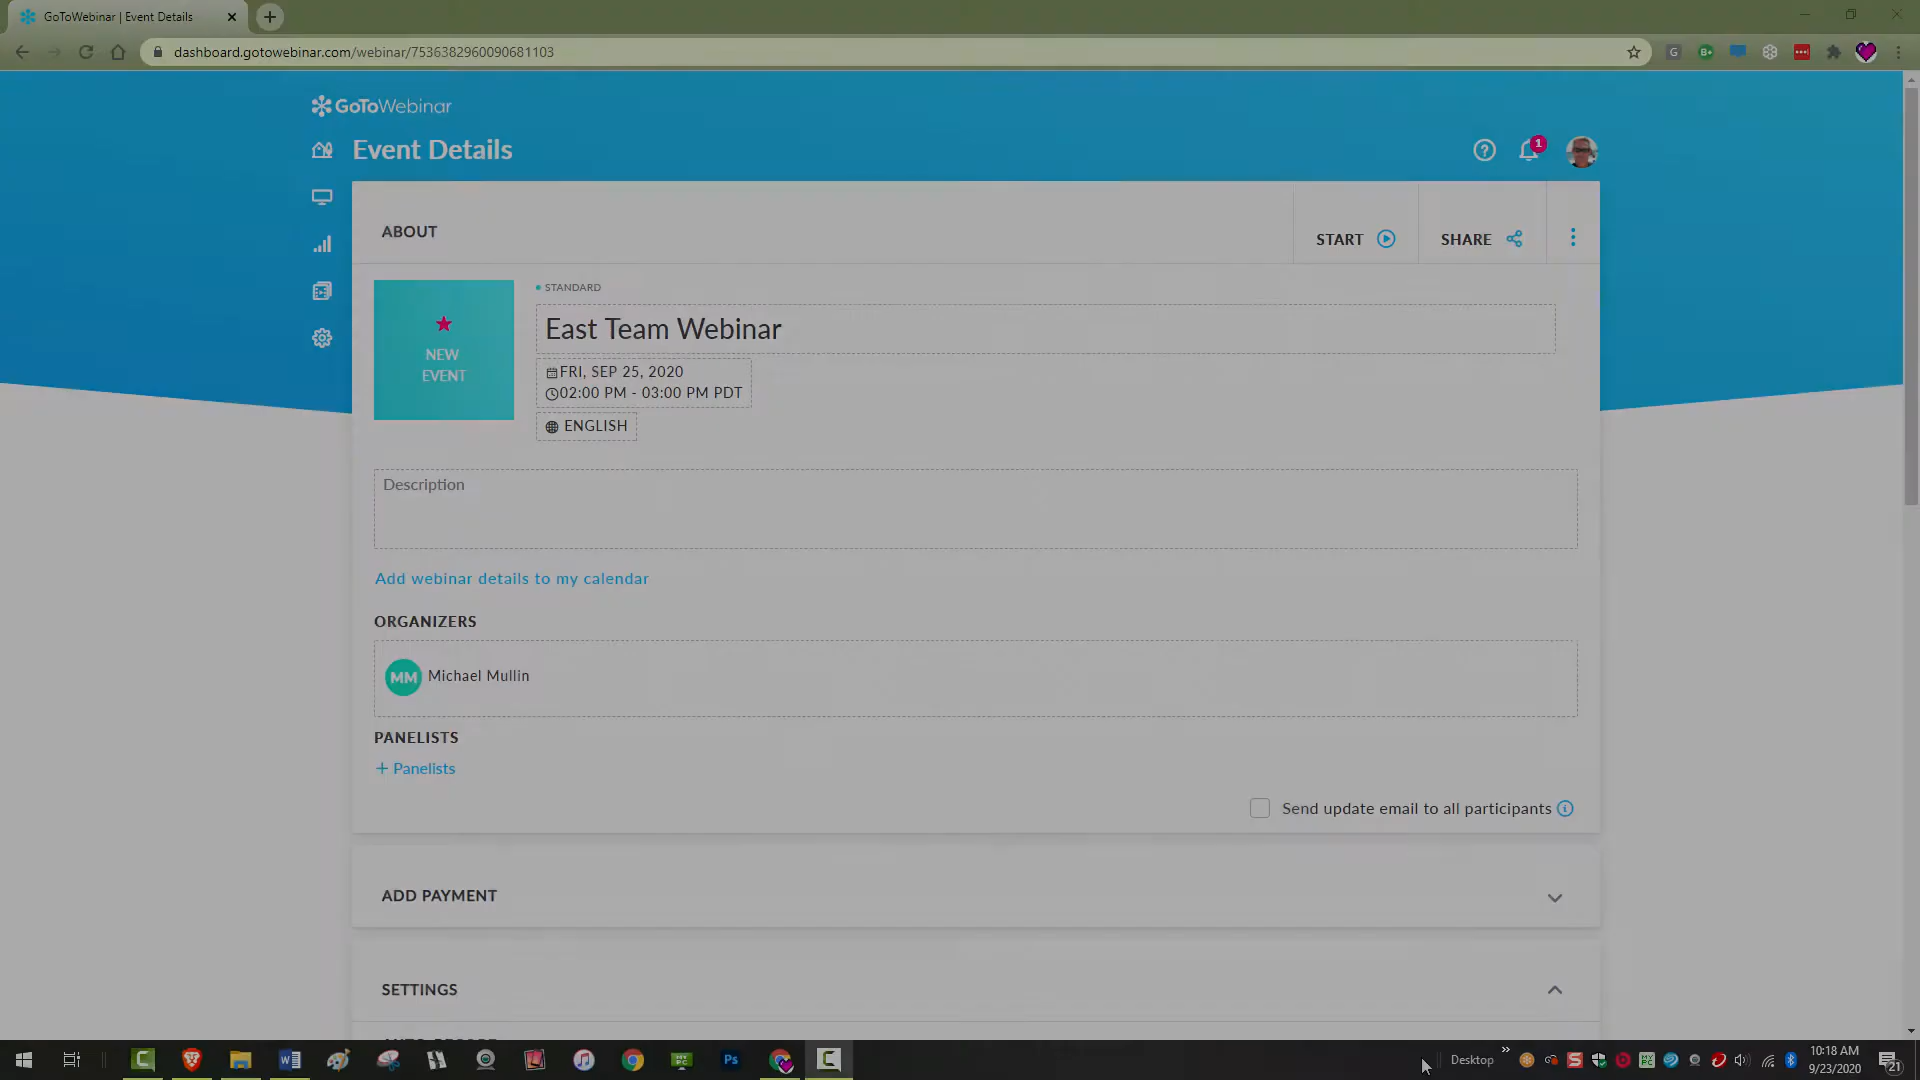 GoToWebinar | Event Details
dashboard.gotowebinar.com/webinar/7536382960090681103
GoToWebinar
Event Details
1
ABOUT
START
SHARE
NEW
EVENT
STANDARD
East Team Webinar
FRI, SEP 25, 2020
02:00 PM - 03:00 PM PDT
ENGLISH
Description
Add webinar details to my calendar
ORGANIZERS
MM Michael Mullin
PANELISTS
+ Panelists
Send update email to all participants
ADD PAYMENT
SETTINGS
Desktop
10:18 AM
9/23/2020
21